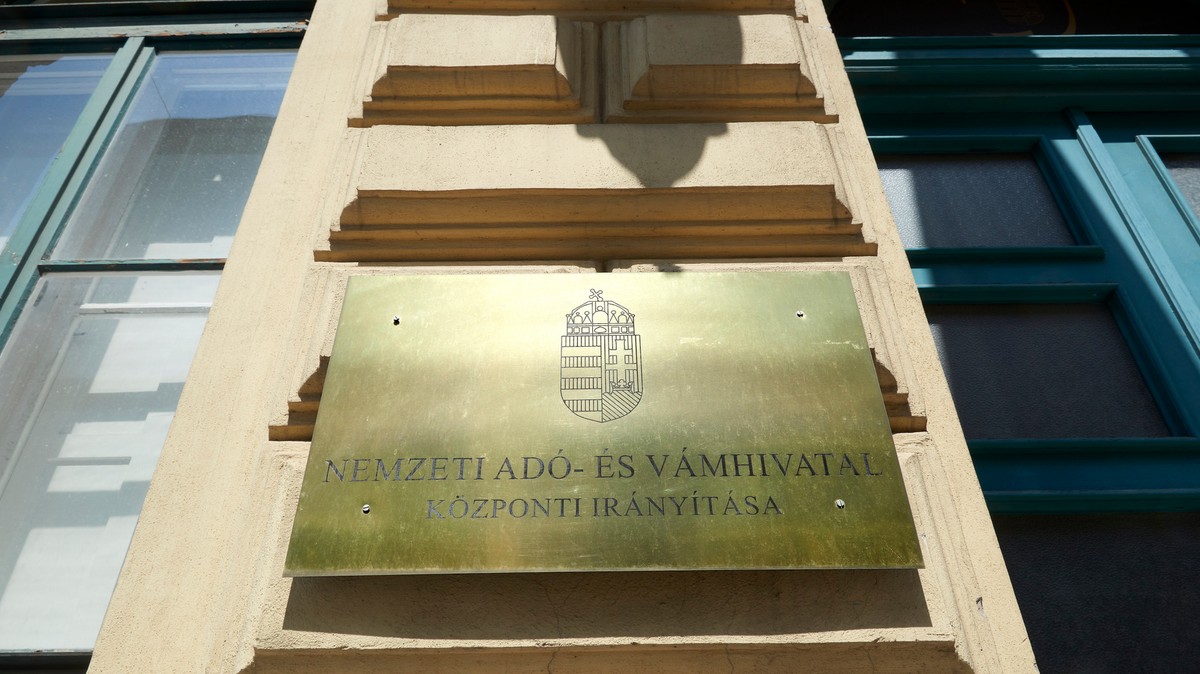 NEMZETI ADÓ- ÉS VÁMHIVATAL
KÖZPONTI IRÁNYÍTÁSA